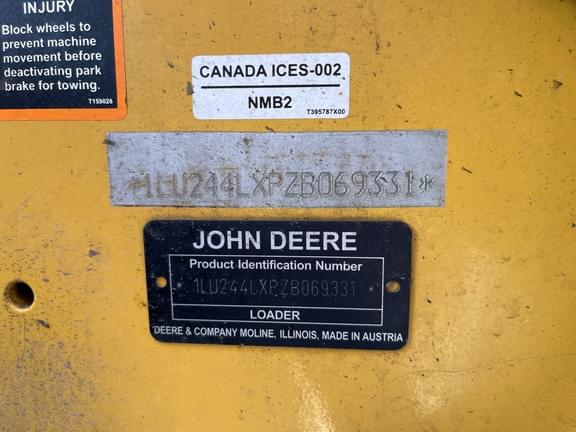 INJURY
Block wheels to
prevent machine
movement before
deactivating park
brake for towing.
T159028
CANADA ICES-002
NMB2
T395787X00
*1LU244LXPZB069331*
JOHN DEERE
Product Identification Number
1LU244LXPZB069331
LOADER
DEERE & COMPANY MOLINE, ILLINOIS, MADE IN AUSTRIA